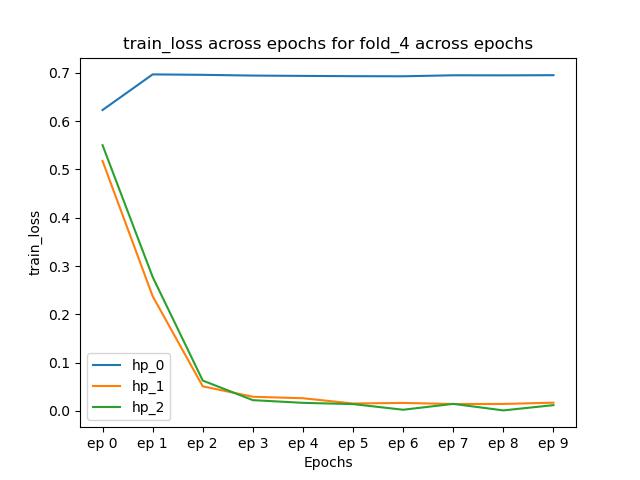 train_loss across epochs for fold_4 across epochs
train_loss
0.7
0.6
0.5
0.4
0.3
0.2
0.1
0.0
hp_0
hp_1
hp_2
ep 0 ep 1 ep 2 ep 3 ep 4 ep 5 ep 6 ep 7 ep 8 ep 9
Epochs